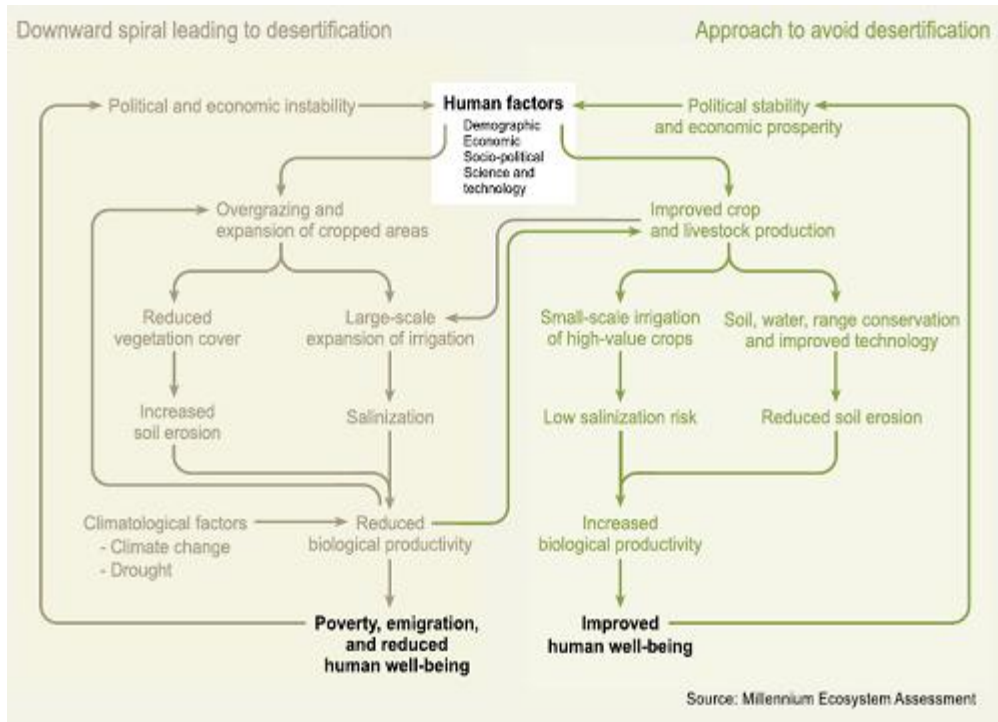 Downward spiral leading to desertification
Approach to avoid desertification
Political and economic instability
Human factors
Demographic
Economic
Socio-political
Science and
technology
Political stability
and economic prosperity
Overgrazing and
expansion of cropped areas
Improved crop
and livestock production
Reduced
vegetation cover
Large-scale
expansion of irrigation
Small-scale irrigation
of high-value crops
Soil, water, range conservation
and improved technology
Increased
soil erosion
Salinization
Low salinization risk
Reduced soil erosion
Climatological factors
- Climate change
- Drought
Reduced
biological productivity
Increased
biological productivity
Poverty, emigration,
and reduced
human well-being
Improved
human well-being
Source: Millennium Ecosystem Assessment